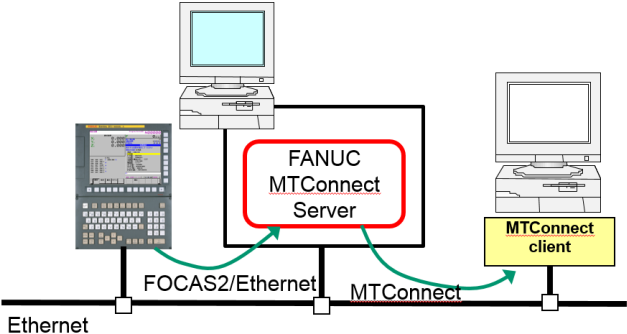 FANUC
MTConnect
Server
MTConnect
client
FOCAS2/Ethernet
MTConnect
Ethernet